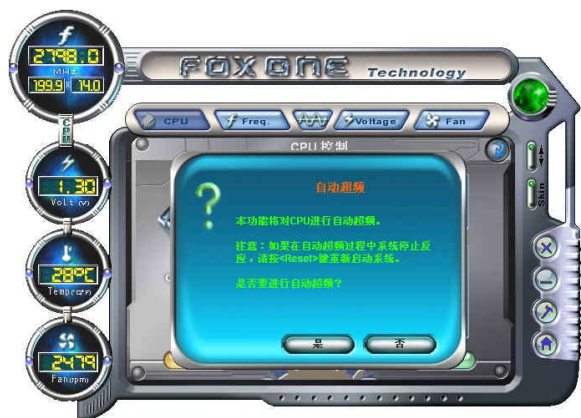 2798.0
MHz
199.9 x 14.0
FOX ONE Technology
CPU
CPU Freq. Voltage Fan
CPU控制
1.30
Volt (V)
自动超频
本功能将对CPU进行自动超频。
注意：如果在自动超频过程中系统停止反
应，请按<Reset>键重新启动系统。
是否要进行自动超频？
Skin
28°C
Temp(C/F)
是 否
2479
Fan(rpm)